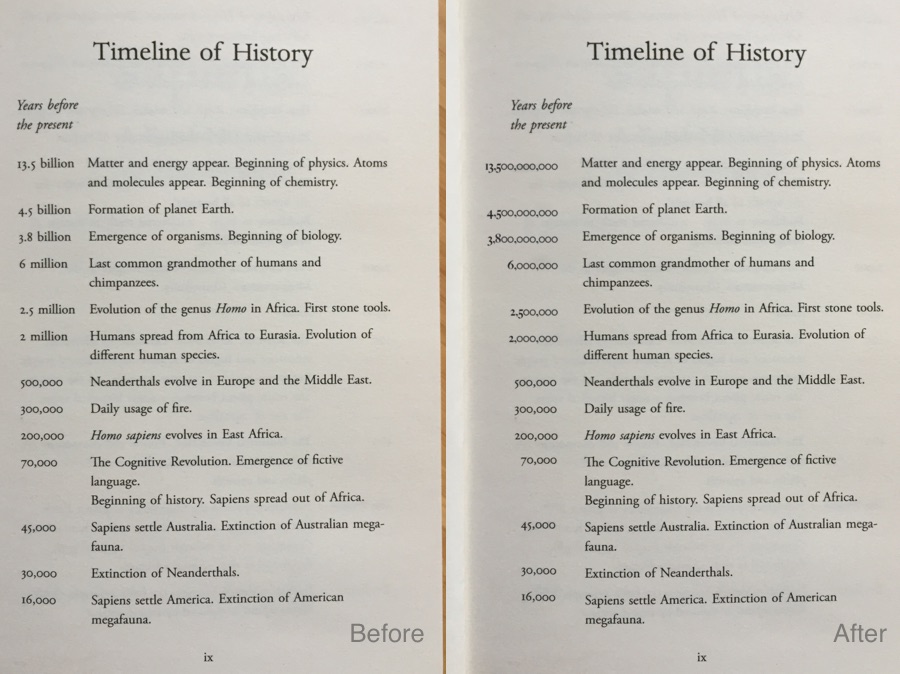 Timeline of History
Years before
the present
13.5 billion Matter and energy appear. Beginning of physics. Atoms
and molecules appear. Beginning of chemistry.
4.5 billion Formation of planet Earth.
3.8 billion Emergence of organisms. Beginning of biology.
6 million Last common grandmother of humans and
chimpanzees.
2.5 million Evolution of the genus Homo in Africa. First stone tools.
2 million Humans spread from Africa to Eurasia. Evolution of
different human species.
500,000 Neanderthals evolve in Europe and the Middle East.
300,000 Daily usage of fire.
200,000 Homo sapiens evolves in East Africa.
70,000 The Cognitive Revolution. Emergence of fictive
language.
Beginning of history. Sapiens spread out of Africa.
45,000 Sapiens settle Australia. Extinction of Australian mega-
fauna.
30,000 Extinction of Neanderthals.
16,000 Sapiens settle America. Extinction of American
megafauna.
Before
ix
Timeline of History
Years before
the present
13,500,000,000 Matter and energy appear. Beginning of physics. Atoms
and molecules appear. Beginning of chemistry.
4,500,000,000 Formation of planet Earth.
3,800,000,000 Emergence of organisms. Beginning of biology.
6,000,000 Last common grandmother of humans and
chimpanzees.
2,500,000 Evolution of the genus Homo in Africa. First stone tools.
2,000,000 Humans spread from Africa to Eurasia. Evolution of
different human species.
500,000 Neanderthals evolve in Europe and the Middle East.
300,000 Daily usage of fire.
200,000 Homo sapiens evolves in East Africa.
70,000 The Cognitive Revolution. Emergence of fictive
language.
Beginning of history. Sapiens spread out of Africa.
45,000 Sapiens settle Australia. Extinction of Australian mega-
fauna.
30,000 Extinction of Neanderthals.
16,000 Sapiens settle America. Extinction of American
megafauna.
After
ix